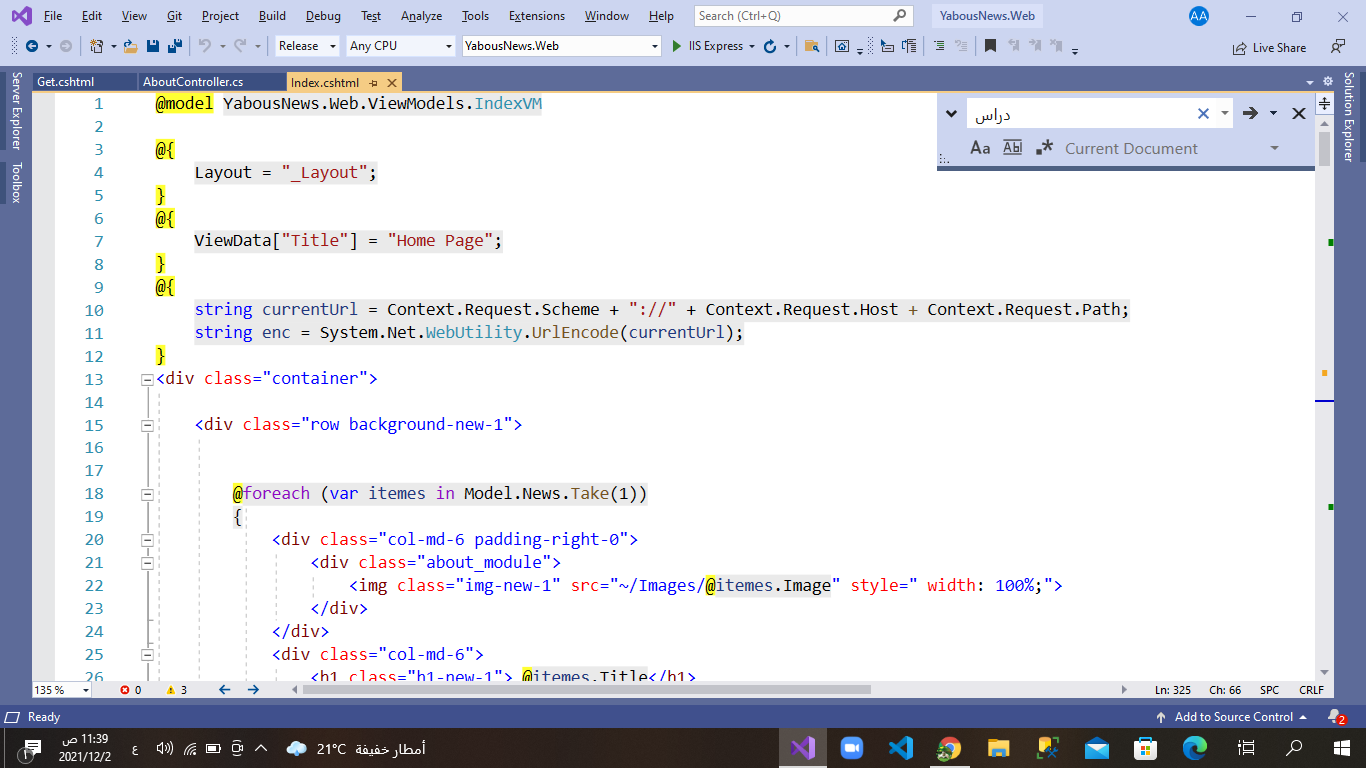 File Edit View Git Project Build Debug Test Analyze Tools Extensions Window Help Search (Ctrl+Q) YabousNews.Web AA
Release Any CPU YabousNews.Web IIS Express Live Share
Get.cshtml AboutController.cs Index.cshtml
Server Explorer
Toolbox
Solution Explorer
دراس
Aa Abl Current Document
1 @model YabousNews.Web.ViewModels.IndexVM
2
3 @{
4 Layout = "_Layout";
5 }
6 @{
7 ViewData["Title"] = "Home Page";
8 }
9 @{
10 string currentUrl = Context.Request.Scheme + "://" + Context.Request.Host + Context.Request.Path;
11 string enc = System.Net.WebUtility.UrlEncode(currentUrl);
12 }
13 <div class="container">
14
15 <div class="row background-new-1">
16
17
18 @foreach (var itemes in Model.News.Take(1))
19 {
20 <div class="col-md-6 padding-right-0">
21 <div class="about_module">
22 <img class="img-new-1" src="~/Images/@itemes.Image" style=" width: 100%;">
23 </div>
24 </div>
25 <div class="col-md-6">
26 <h1 class="h1-new-1"> @itemes.Title</h1>
135 % 0 3 Ln: 325 Ch: 66 SPC CRLF
Ready Add to Source Control 2
1 11:39 ص ع 21°C أمطار خفيفة
2021/12/2